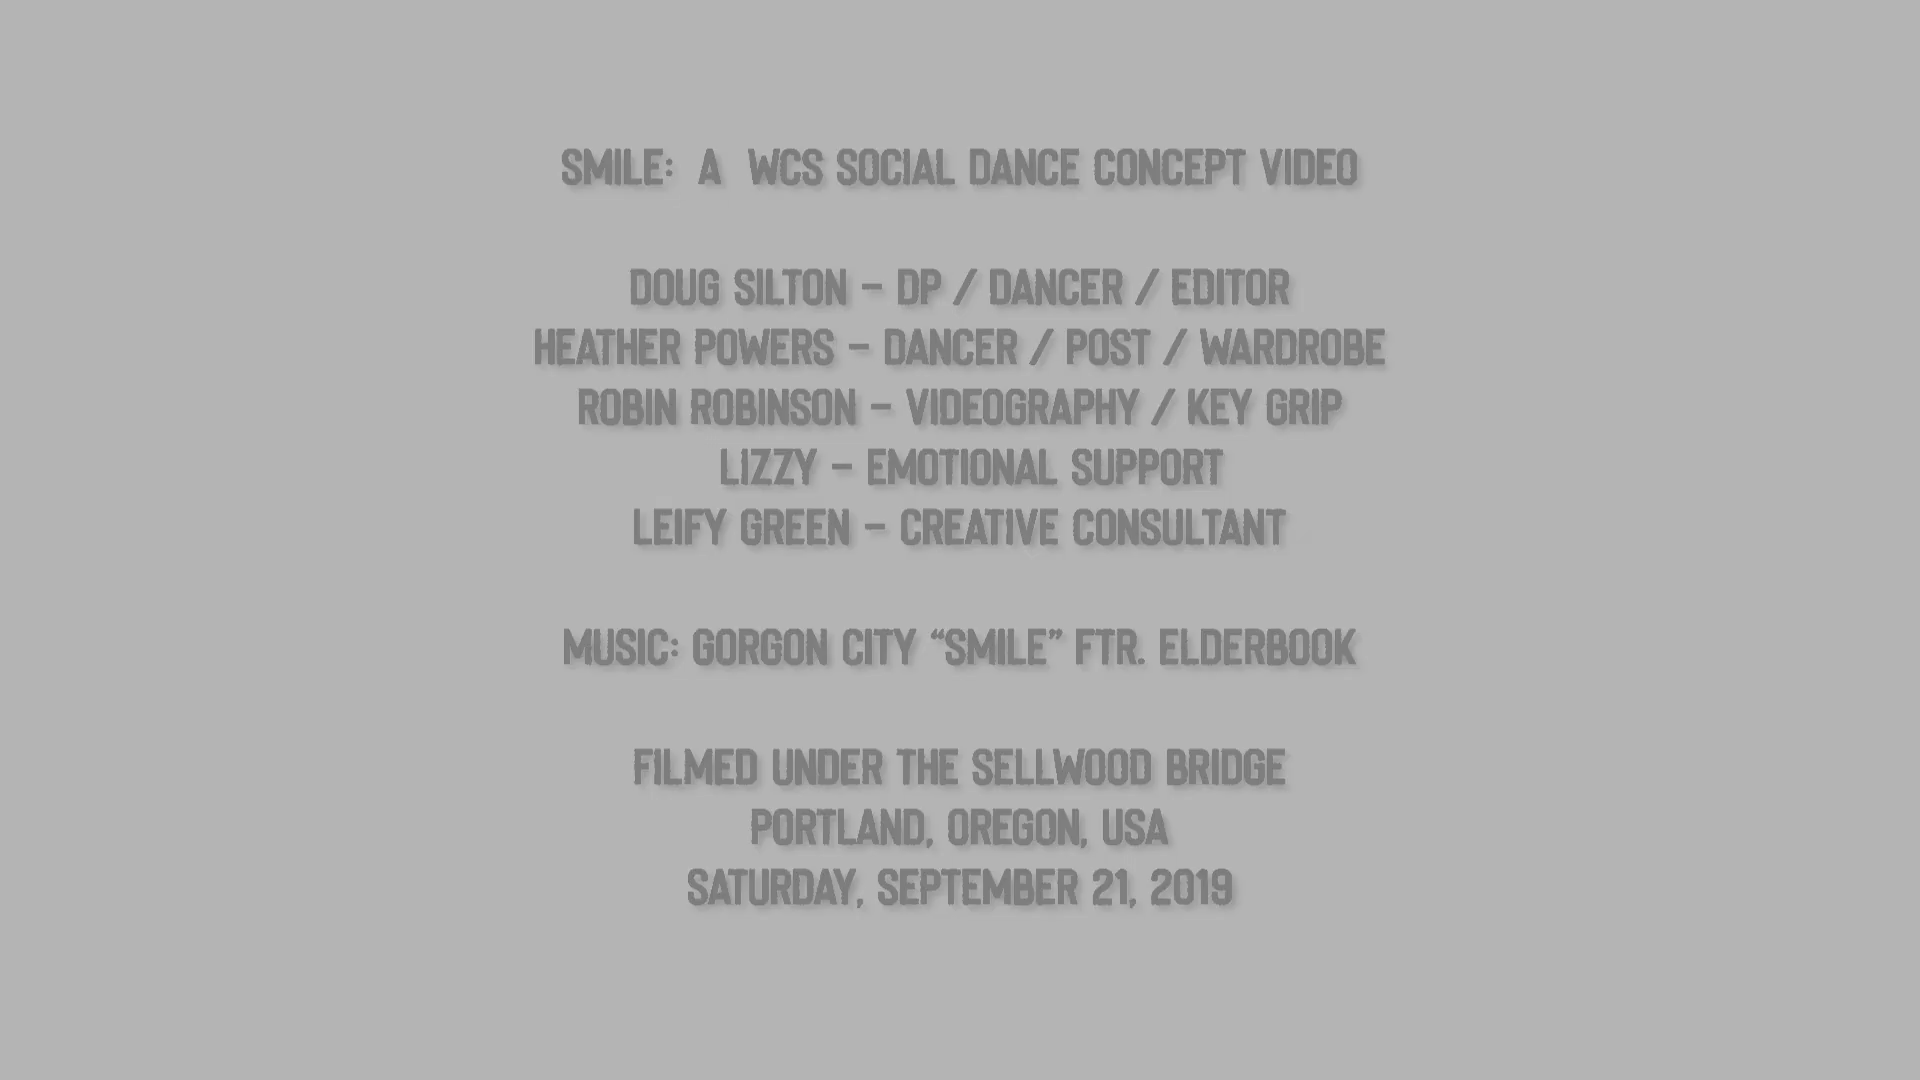 SMILE: A WCS SOCIAL DANCE CONCEPT VIDEO
DOUG SILTON – DP / DANCER / EDITOR
HEATHER POWERS – DANCER / POST / WARDROBE
ROBIN ROBINSON – VIDEOGRAPHY / KEY GRIP
LIZZY – EMOTIONAL SUPPORT
LEIFY GREEN – CREATIVE CONSULTANT
MUSIC: GORGON CITY “SMILE” FTR. ELDERBOOK
FILMED UNDER THE SELLWOOD BRIDGE
PORTLAND, OREGON, USA
SATURDAY, SEPTEMBER 21, 2019